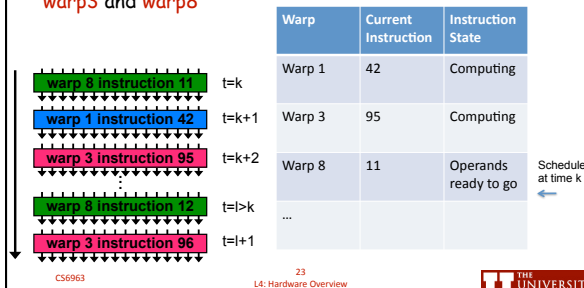 warp3 and warp8
warp 8 instruction 11 t=k
warp 1 instruction 42 t=k+1
warp 3 instruction 95 t=k+2
warp 8 instruction 12 t=l>k
warp 3 instruction 96 t=l+1
Warp Current Instruction
Instruction State
Warp 1 42 Computing
Warp 3 95 Computing
Warp 8 11 Operands
ready to go
…
Schedule
at time k
CS6963
23
L4: Hardware Overview
THE
UNIVERSIT